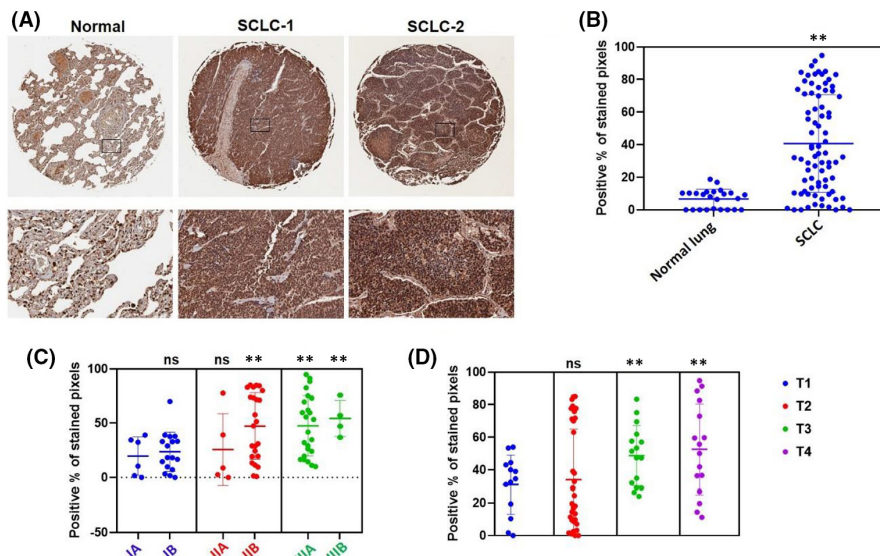 (A)
Normal
SCLC-1
SCLC-2
(B)
Positive % of stained pixels
100
80
60
40
20
0
**
Normal lung
SCLC
(C)
Positive % of stained pixels
100
50
0
-50
ns
ns
**
**
**
IA
IB
IIA
IIB
IIIA
IIIB
(D)
Positive % of stained pixels
100
80
60
40
20
0
ns
**
**
T1
T2
T3
T4